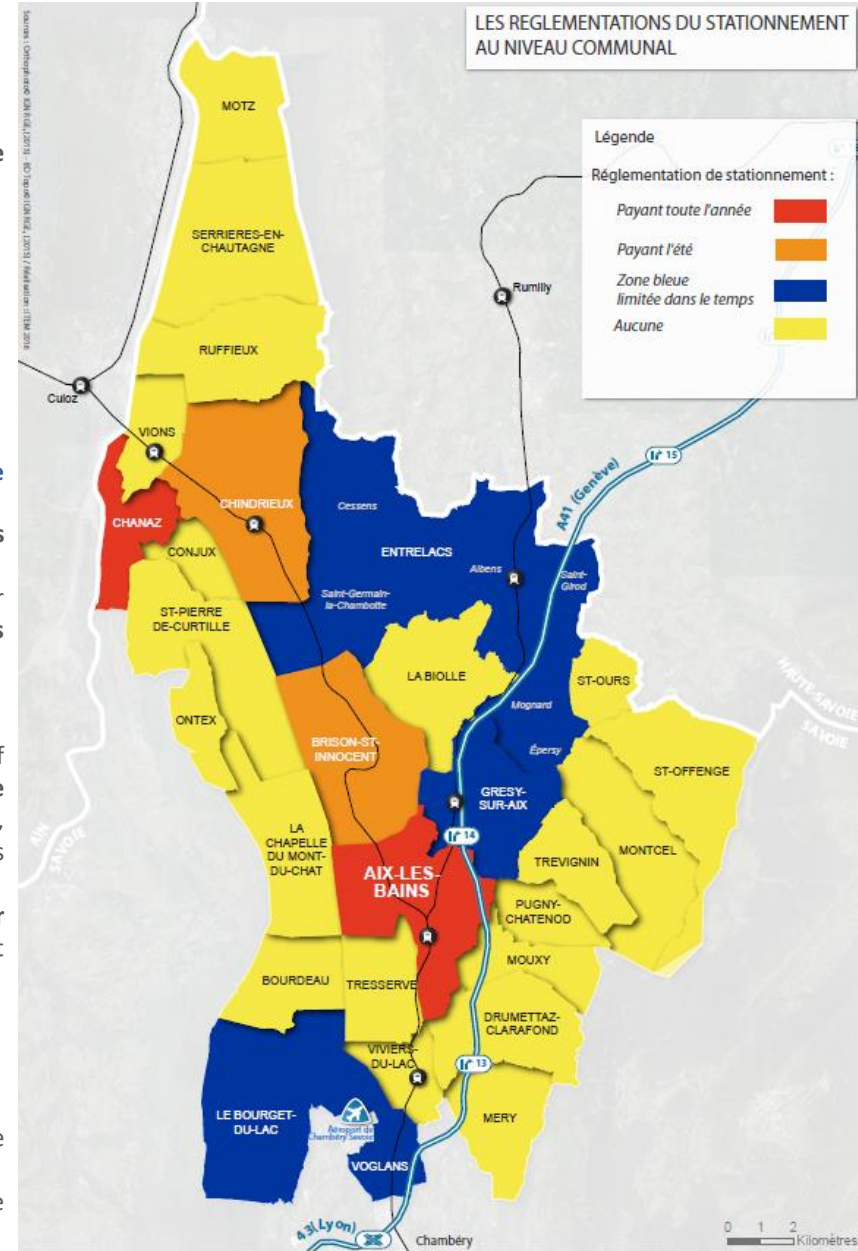 LES REGLEMENTATIONS DU STATIONNEMENT
AU NIVEAU COMMUNAL
Légende
Réglementation de stationnement :
Payant toute l'année
Payant l'été
Zone bleue
limitée dans le temps
Aucune
MOTZ
SERRIERES-EN-
CHAUTAGNE
RUFFIEUX
Rumilly
Culoz
VIONS
CHANAZ
CHINDRIEUX
CONJUX
Cessens
ENTRELACS
A41 (Genève)
15
Albens
Saint-
Girod
Saint-Germain-
la-Chambotte
ST-PIERRE
DE-CURTILLE
LA BIOLLE
ST-OURS
ONTEX
Mognard
HAUTE-SAVOIE
SAVOIE
BRISON-ST-
INNOCENT
Épersy
ST-OFFENGE
GRESY-
SUR-AIX
AIN
SAVOIE
14
LA
CHAPELLE
DU MONT-
DU-CHAT
TREVIGNIN
MONTCEL
AIX-LES-
BAINS
PUGNY-
CHATENOD
MOUXY
BOURDEAU
TRESSERVE
DRUMETTAZ-
CLARAFOND
VIVIERS-
DU-LAC
13
LE BOURGET-
DU-LAC
Aéroport de
Chambéry Savoie
MERY
VOGLANS
43(Lyon)
Chambéry
0 1 2
Kilomètres